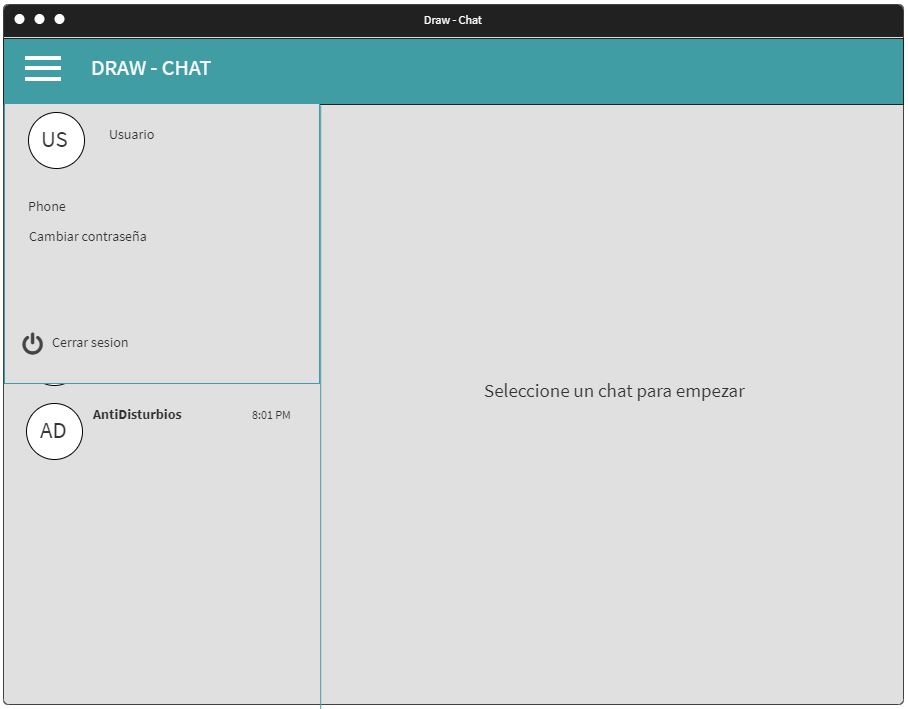 Draw - Chat
DRAW - CHAT
US
Usuario
Phone
Cambiar contraseña
Cerrar sesion
AD
AntiDisturbios
8:01 PM
Seleccione un chat para empezar